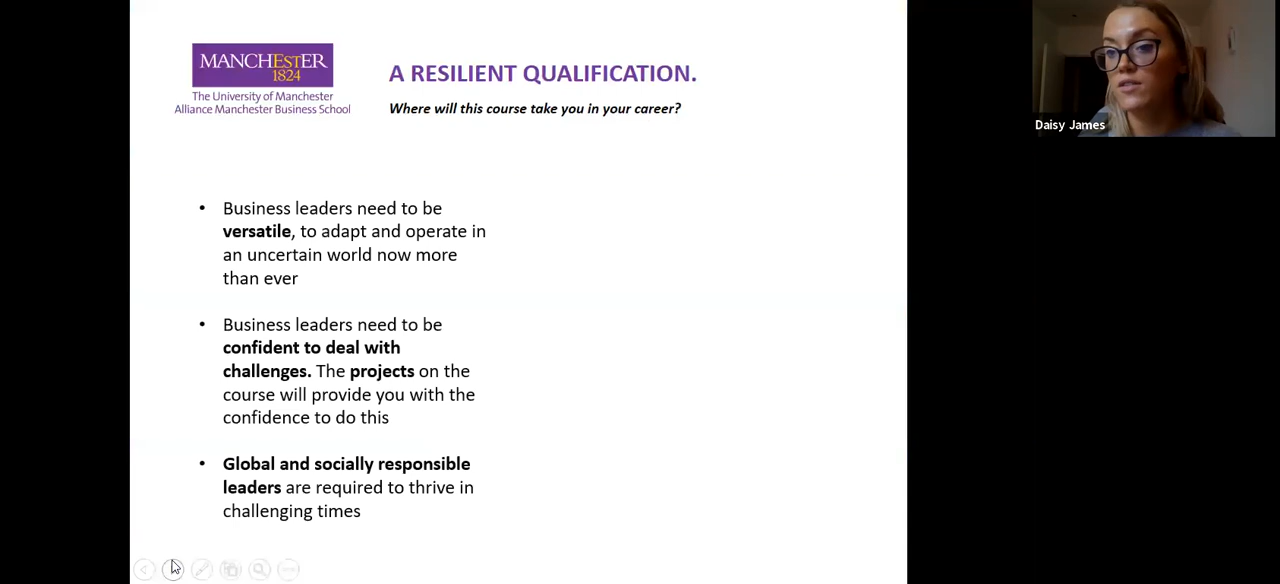 MANCHESTER
1824
The University of Manchester
Alliance Manchester Business School
A RESILIENT QUALIFICATION.
Where will this course take you in your career?
Daisy James
• Business leaders need to be
versatile, to adapt and operate in
an uncertain world now more
than ever
• Business leaders need to be
confident to deal with
challenges. The projects on the
course will provide you with the
confidence to do this
• Global and socially responsible
leaders are required to thrive in
challenging times